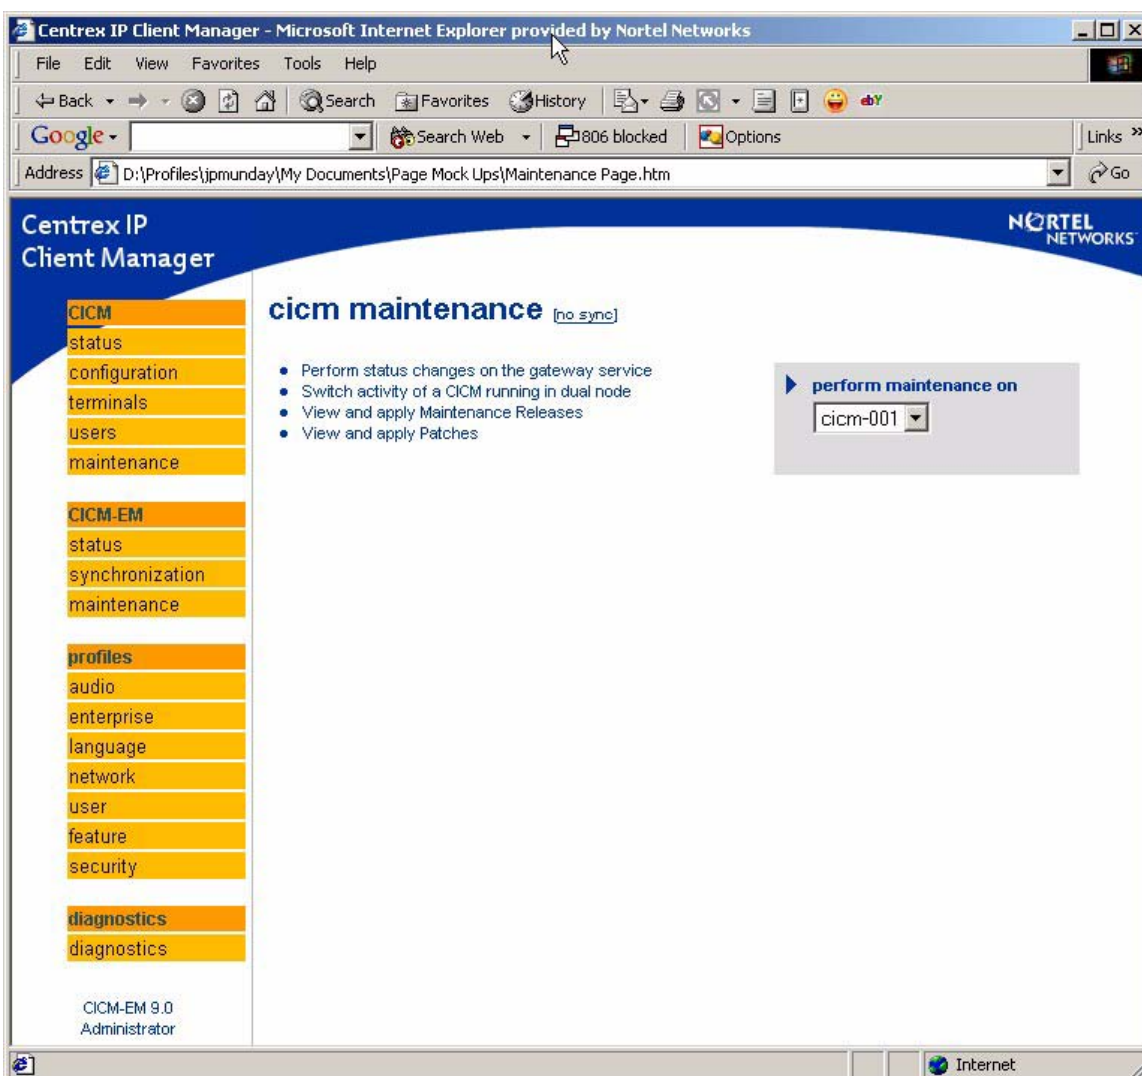 Centrex IP Client Manager - Microsoft Internet Explorer provided by Nortel Networks
File Edit View Favorites Tools Help
Back Search Favorites History ebY
Google Search Web 806 blocked Options Links »
Address D:\Profiles\jpmunday\My Documents\Page Mock Ups\Maintenance Page.htm Go
Centrex IP
Client Manager
NORTEL
NETWORKS
CICM
status
configuration
terminals
users
maintenance
CICM-EM
status
synchronization
maintenance
profiles
audio
enterprise
language
network
user
feature
security
diagnostics
diagnostics
CICM-EM 9.0
Administrator
cicm maintenance [no sync]
• Perform status changes on the gateway service
• Switch activity of a CICM running in dual node
• View and apply Maintenance Releases
• View and apply Patches
perform maintenance on
cicm-001
Internet